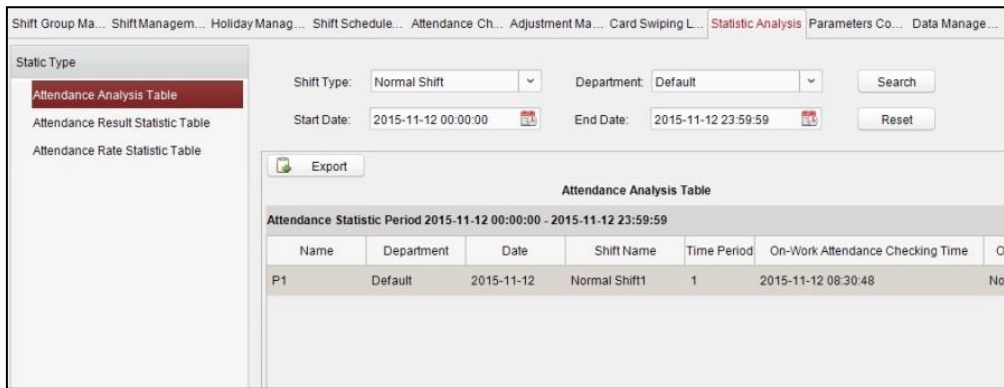 Shift Group Ma... Shift Managem... Holiday Manag... Shift Schedule... Attendance Ch... Adjustment Ma... Card Swiping L... Statistic Analysis Parameters Co... Data Manage...
Static Type
Attendance Analysis Table
Attendance Result Statistic Table
Attendance Rate Statistic Table
Shift Type: Normal Shift Department: Default Search
Start Date: 2015-11-12 00:00:00 End Date: 2015-11-12 23:59:59 Reset
Export
Attendance Analysis Table
Attendance Statistic Period 2015-11-12 00:00:00 - 2015-11-12 23:59:59
Name Department Date Shift Name Time Period On-Work Attendance Checking Time O
P1 Default 2015-11-12 Normal Shift1 1 2015-11-12 08:30:48 No